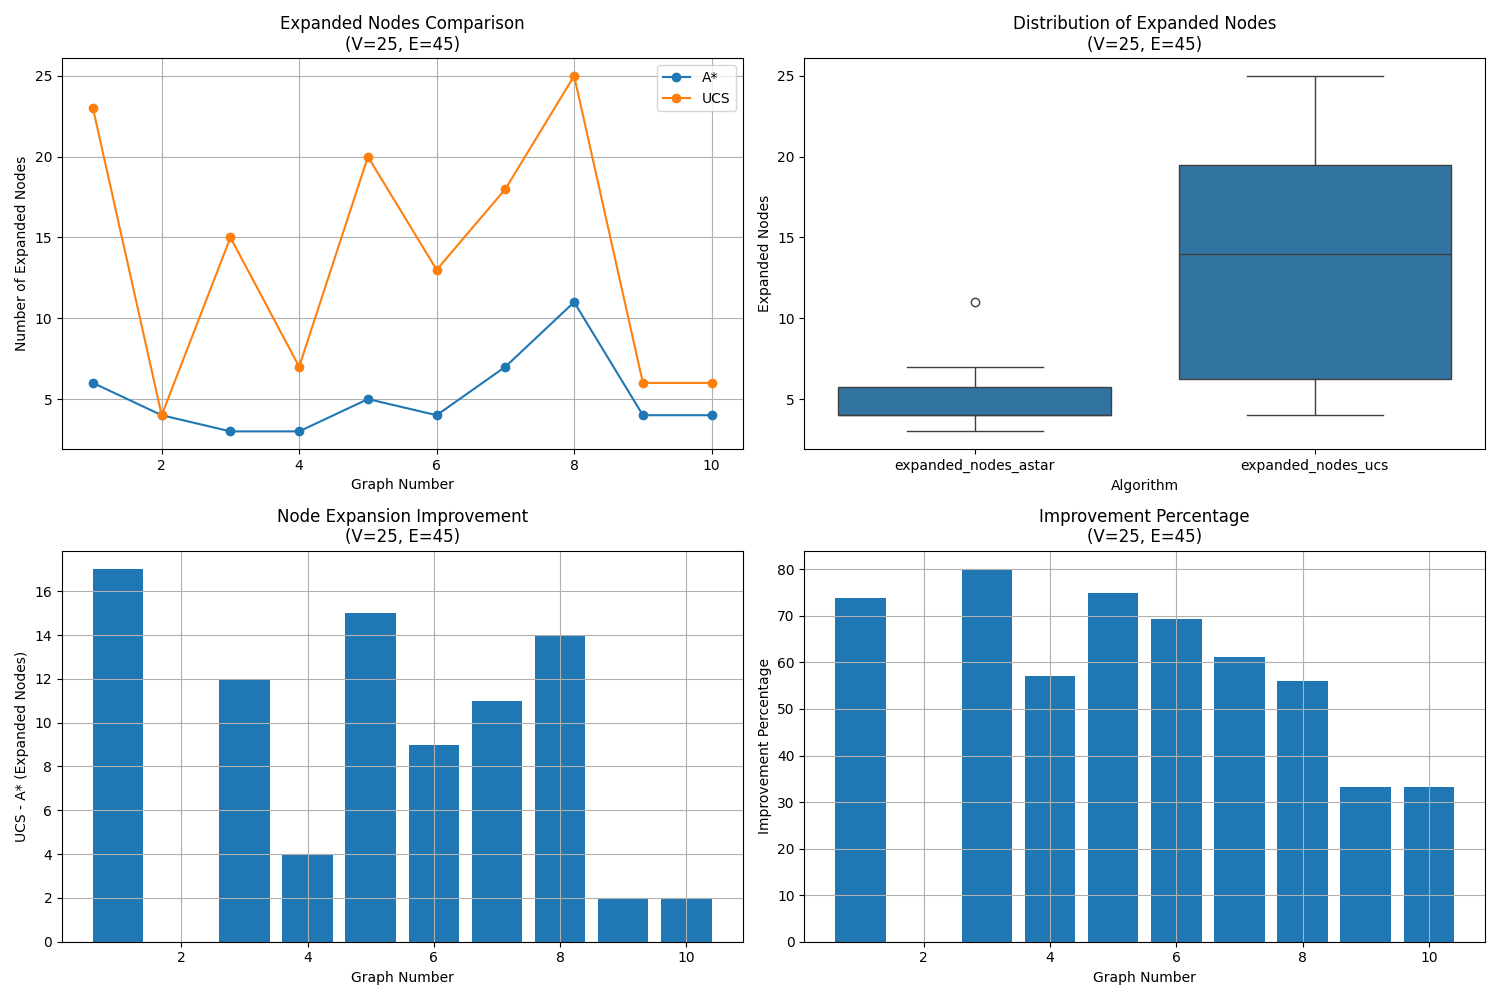 Expanded Nodes Comparison
(V=25, E=45)
Number of Expanded Nodes
25
20
15
10
5
A*
UCS
2 4 6 8 10
Graph Number
Distribution of Expanded Nodes
(V=25, E=45)
Expanded Nodes
25
20
15
10
5
expanded_nodes_astar expanded_nodes_ucs
Algorithm
Node Expansion Improvement
(V=25, E=45)
UCS - A* (Expanded Nodes)
16
14
12
10
8
6
4
2
0
2 4 6 8 10
Graph Number
Improvement Percentage
(V=25, E=45)
Improvement Percentage
80
70
60
50
40
30
20
10
0
2 4 6 8 10
Graph Number